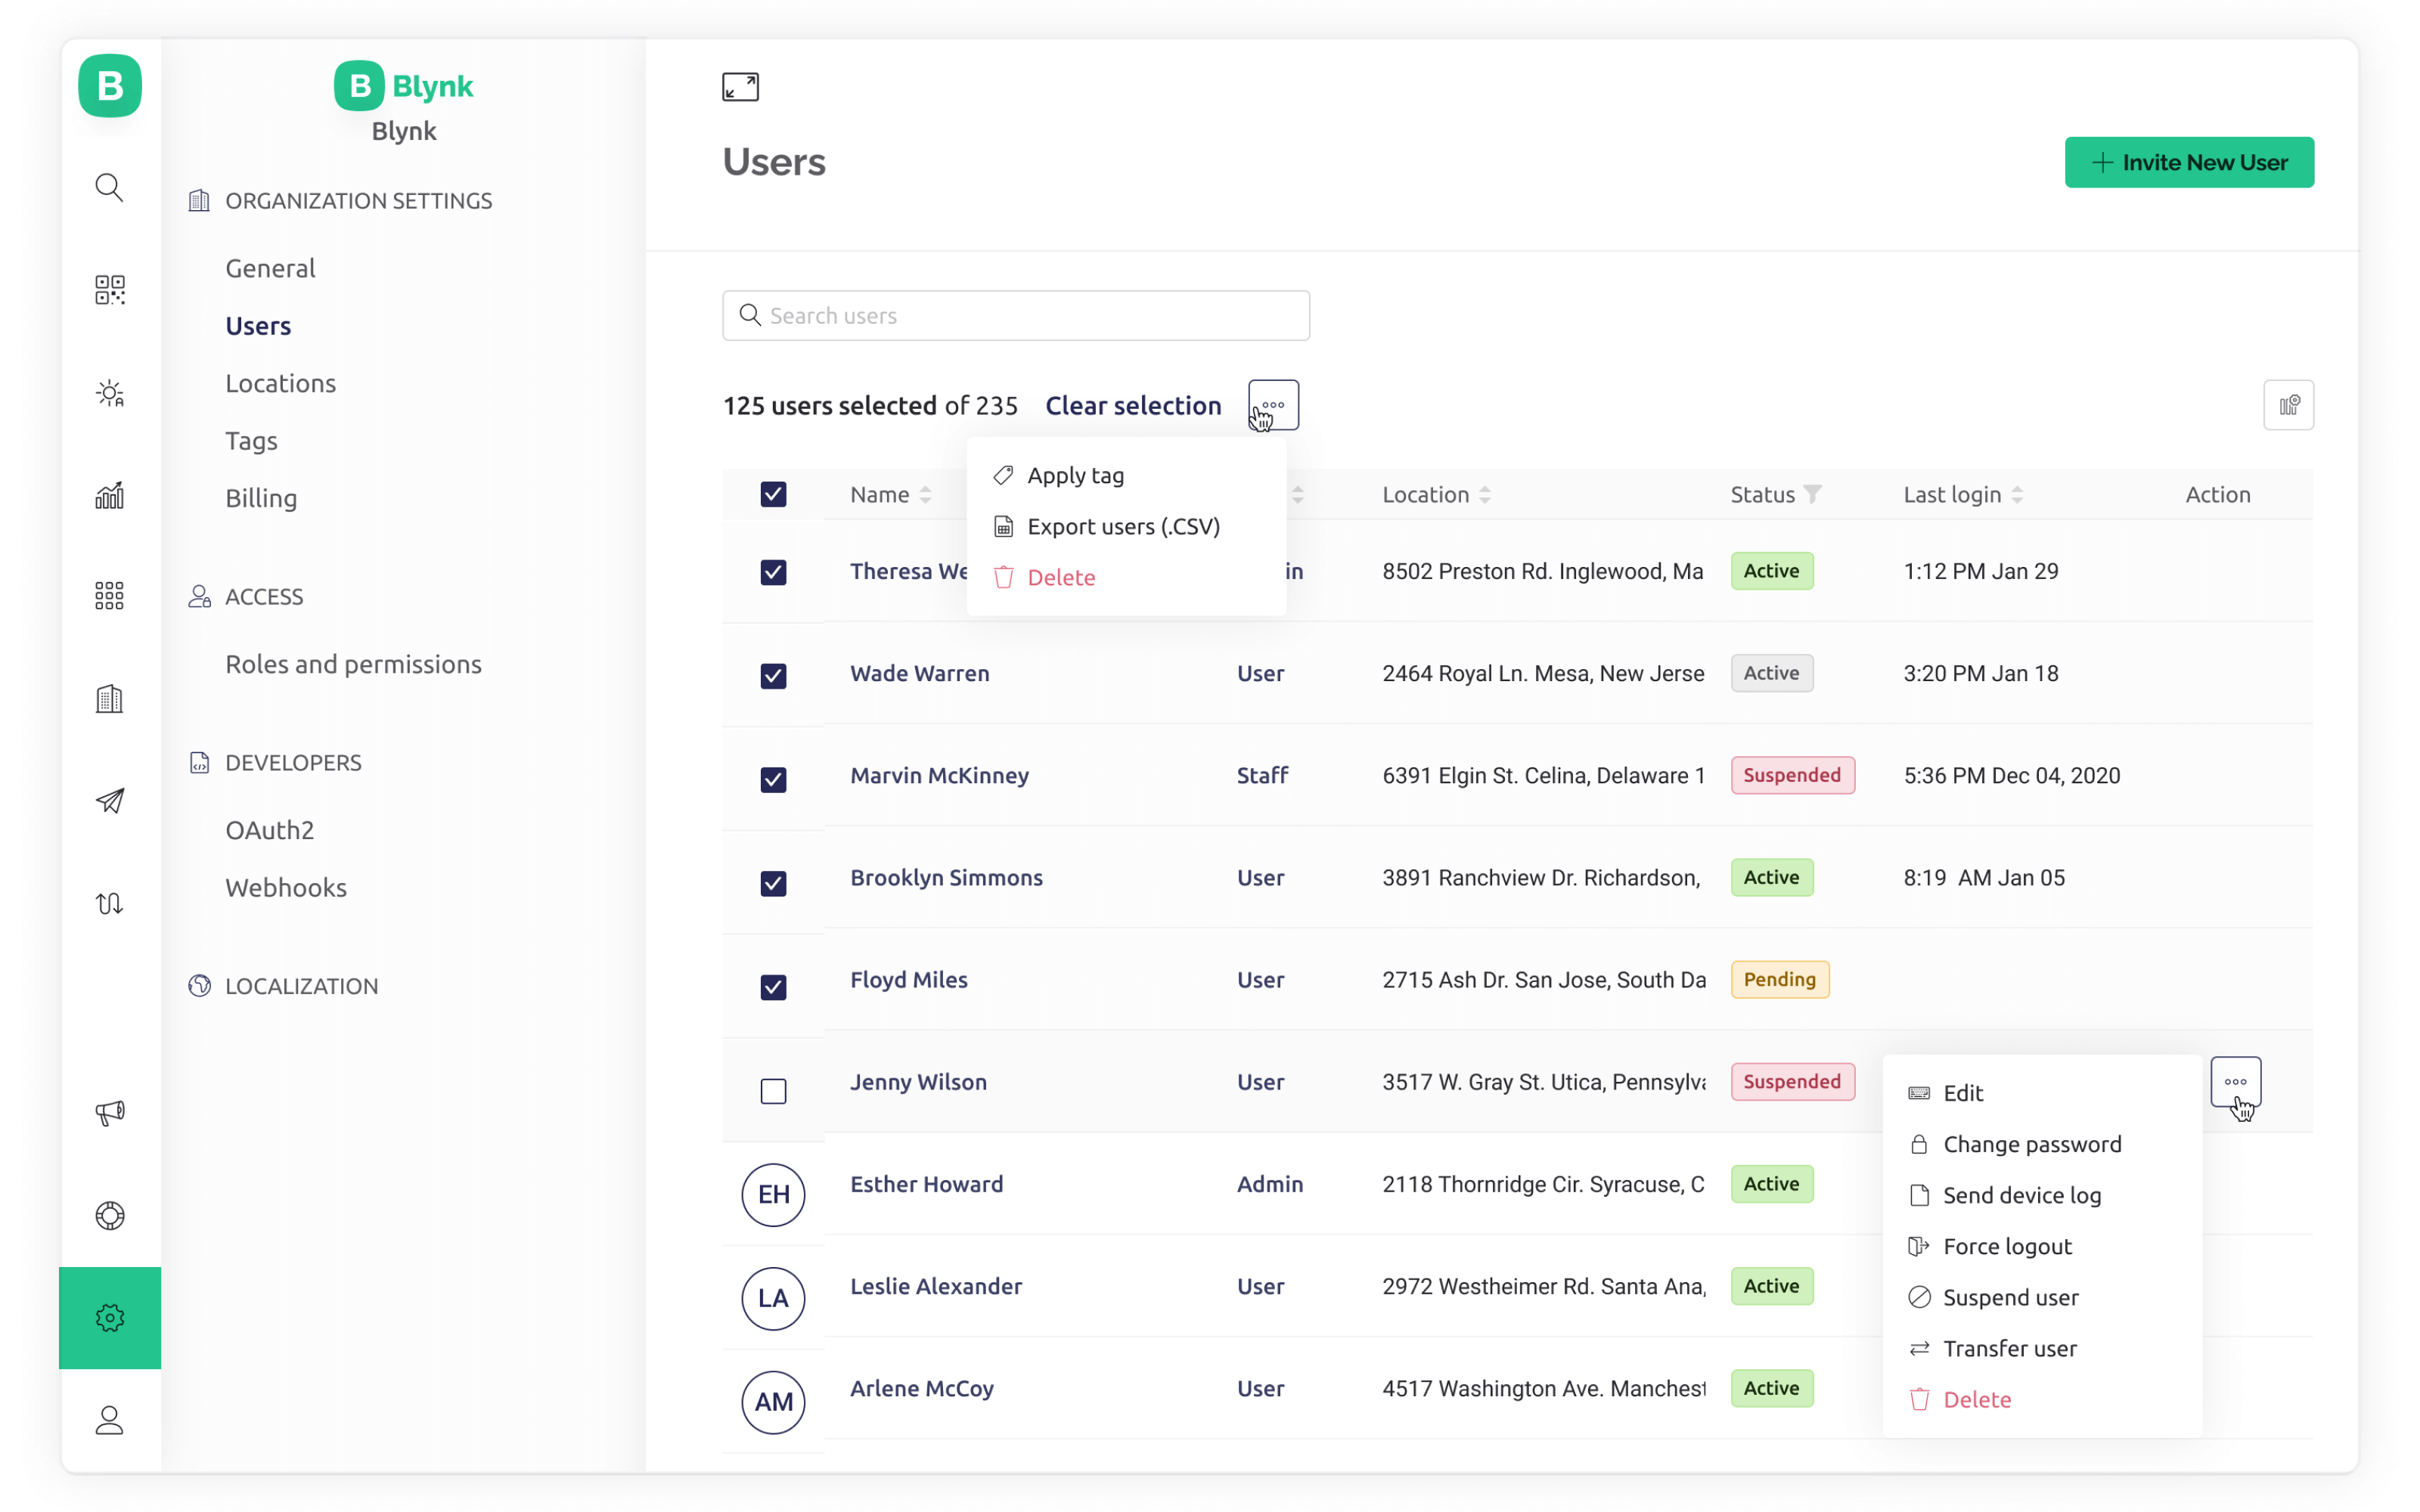 B
B Blynk
Blynk
ORGANIZATION SETTINGS
General
Users
Locations
Tags
Billing
ACCESS
Roles and permissions
DEVELOPERS
OAuth2
Webhooks
LOCALIZATION
Users
Invite New User
Search users
125 users selected of 235 Clear selection
Apply tag
Export users (.CSV)
Delete
Name Location Status Last login Action
Theresa We in 8502 Preston Rd. Inglewood, Ma Active 1:12 PM Jan 29
Wade Warren User 2464 Royal Ln. Mesa, New Jerse Active 3:20 PM Jan 18
Marvin McKinney Staff 6391 Elgin St. Celina, Delaware 1 Suspended 5:36 PM Dec 04, 2020
Brooklyn Simmons User 3891 Ranchview Dr. Richardson, Active 8:19 AM Jan 05
Floyd Miles User 2715 Ash Dr. San Jose, South Da Pending
Jenny Wilson User 3517 W. Gray St. Utica, Pennsylva Suspended
EH Esther Howard Admin 2118 Thornridge Cir. Syracuse, C Active
LA Leslie Alexander User 2972 Westheimer Rd. Santa Ana, Active
AM Arlene McCoy User 4517 Washington Ave. Manchest Active
Edit
Change password
Send device log
Force logout
Suspend user
Transfer user
Delete